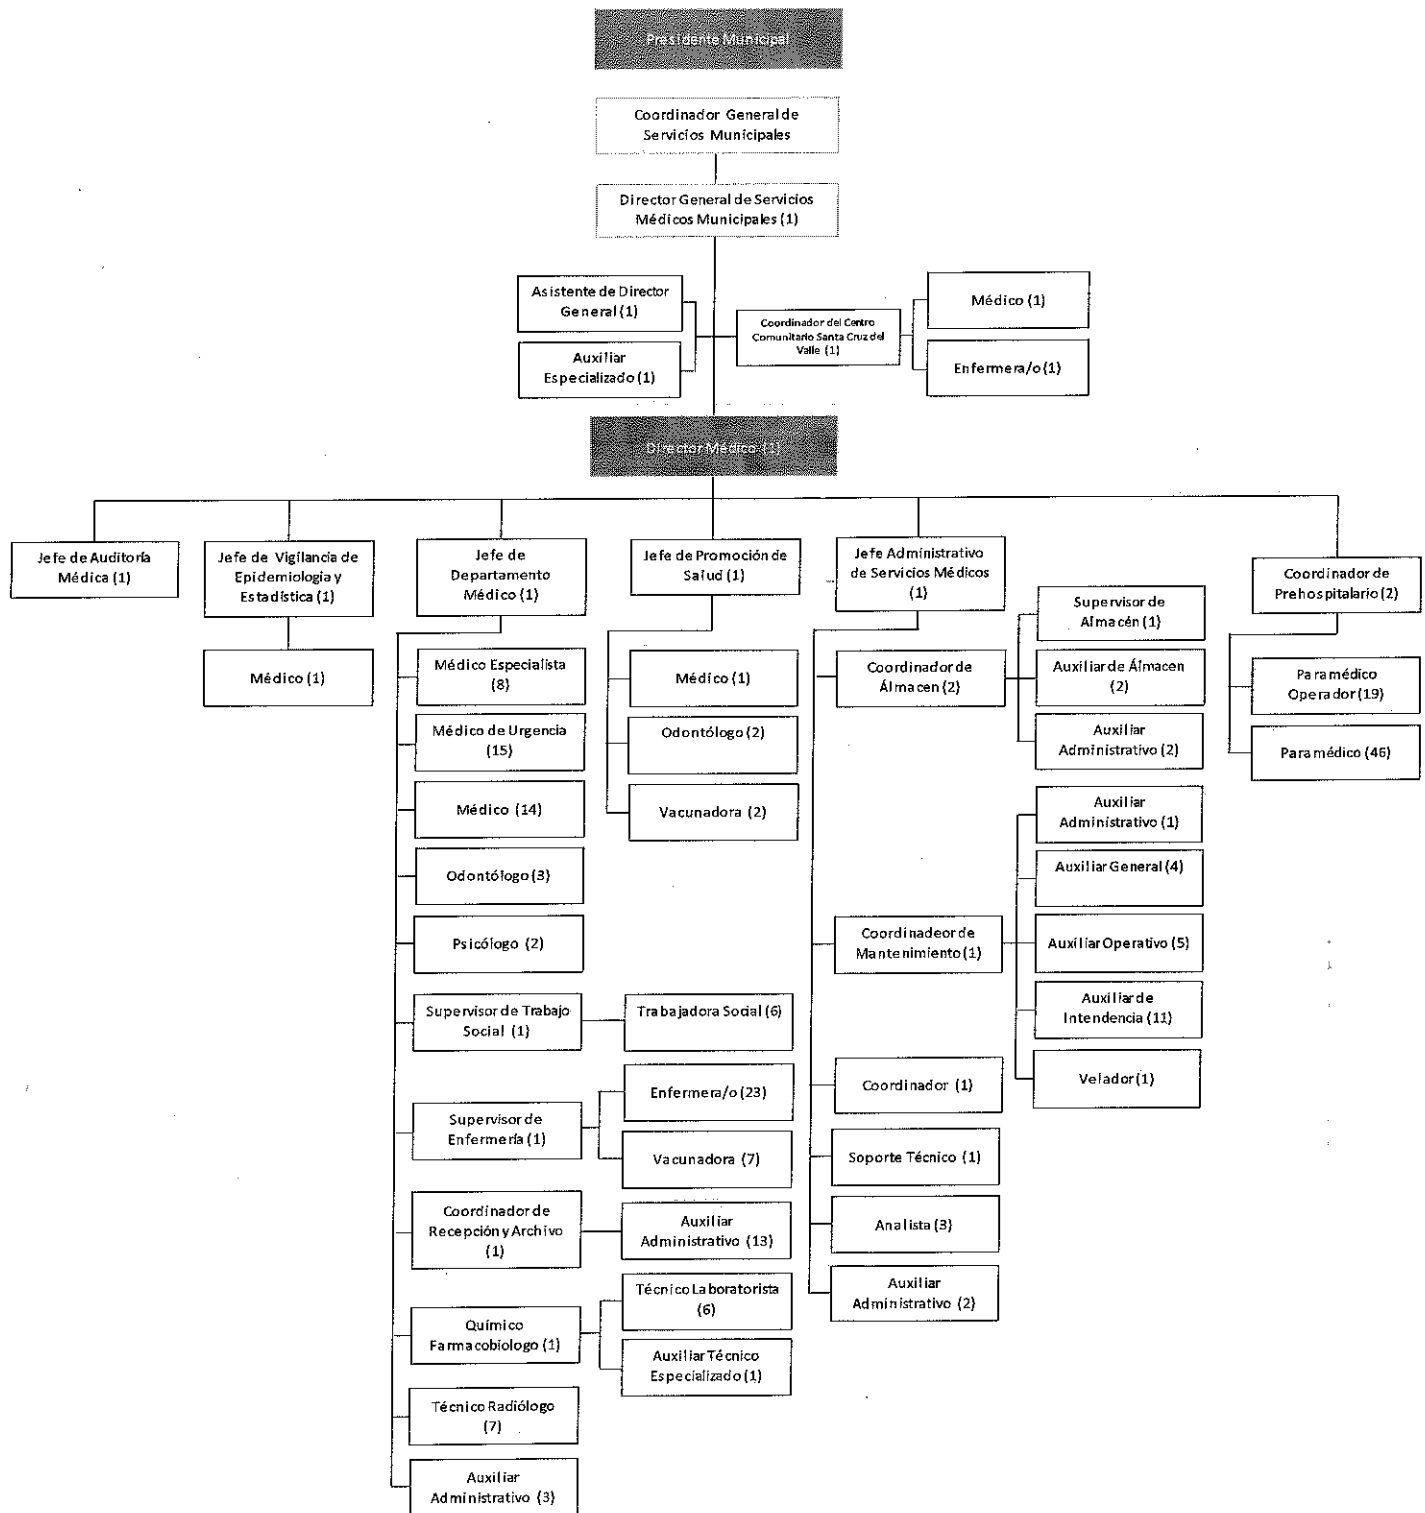 Presidente Municipal
Coordinador General de
Servicios Municipales
Director General de Servicios
Médicos Municipales (1)
Asistente de Director
General (1)
Auxiliar
Especializado (1)
Coordinador del Centro
Comunitario Santa Cruz del
Valle (1)
Médico (1)
Enfermera/o (1)
Director Médico (1)
Jefe de Auditoría
Médica (1)
Jefe de Vigilancia de
Epidemiologia y
Estadística (1)
Médico (1)
Jefe de
Departamento
Médico (1)
Médico Especialista
(8)
Médico de Urgencia
(15)
Médico (14)
Odontólogo (3)
Psicólogo (2)
Supervisor de Trabajo
Social (1)
Trabajadora Social (6)
Supervisor de
Enfermería (1)
Enfermera/o (23)
Vacunadora (7)
Coordinador de
Recepción y Archivo
(1)
Auxiliar
Administrativo (13)
Químico
Farmacobiologo (1)
Técnico Laboratorista
(6)
Auxiliar Técnico
Especializado (1)
Técnico Radiólogo
(7)
Auxiliar
Administrativo (3)
Jefe de Promoción de
Salud (1)
Médico (1)
Odontólogo (2)
Vacunadora (2)
Jefe Administrativo
de Servicios Médicos
(1)
Coordinador de
Álmacen (2)
Supervisor de
Almacén (1)
Auxiliar de Álmacen
(2)
Auxiliar
Administrativo (2)
Coordinadeor de
Mantenimiento (1)
Auxiliar
Administrativo (1)
Auxiliar General (4)
Auxiliar Operativo (5)
Auxiliar de
Intendencia (11)
Velador (1)
Coordinador (1)
Soporte Técnico (1)
Analista (3)
Auxiliar
Administrativo (2)
Coordinador de
Prehospitalario (2)
Paramédico
Operador (19)
Paramédico (46)